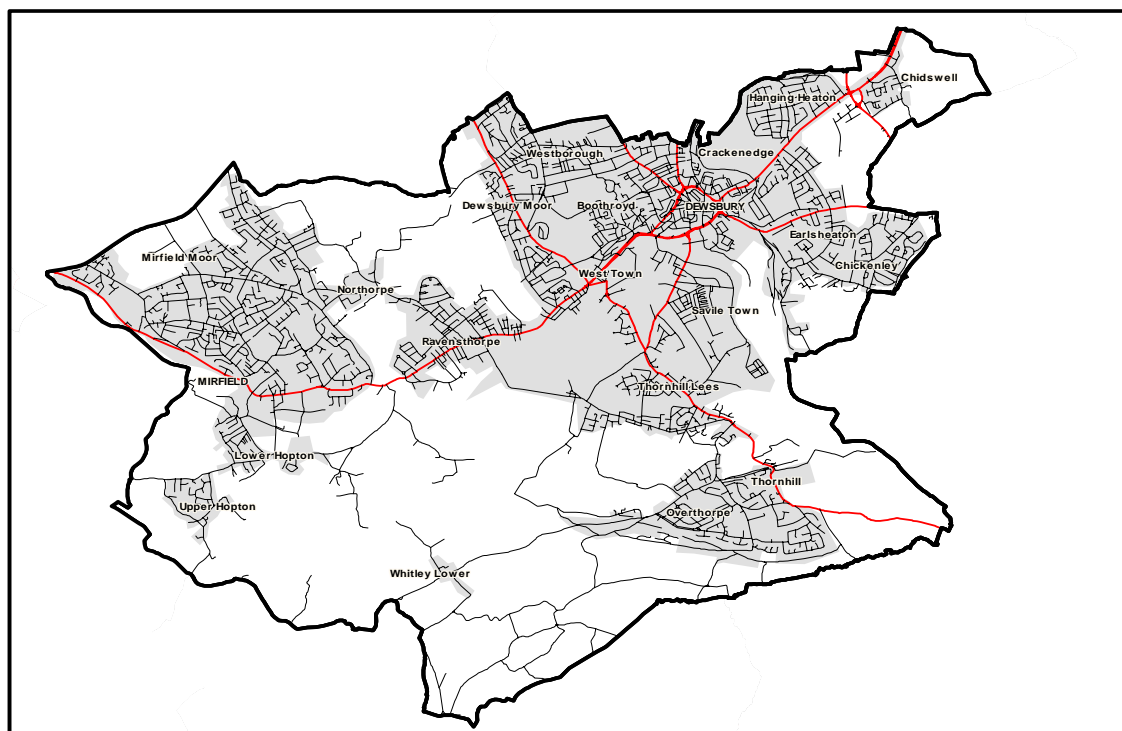 Chidswell
Hanging Heaton
Westborough
Crackenedge
Dewsbury Moor
Boothroyd
DEWSBURY
Earlsheaton
Mirfield Moor
Chickenley
West Town
Northorpe
Savile Town
Ravensthorpe
MIRFIELD
Thornhill Lees
Lower Hopton
Thornhill
Upper Hopton
Overthorpe
Whitley Lower